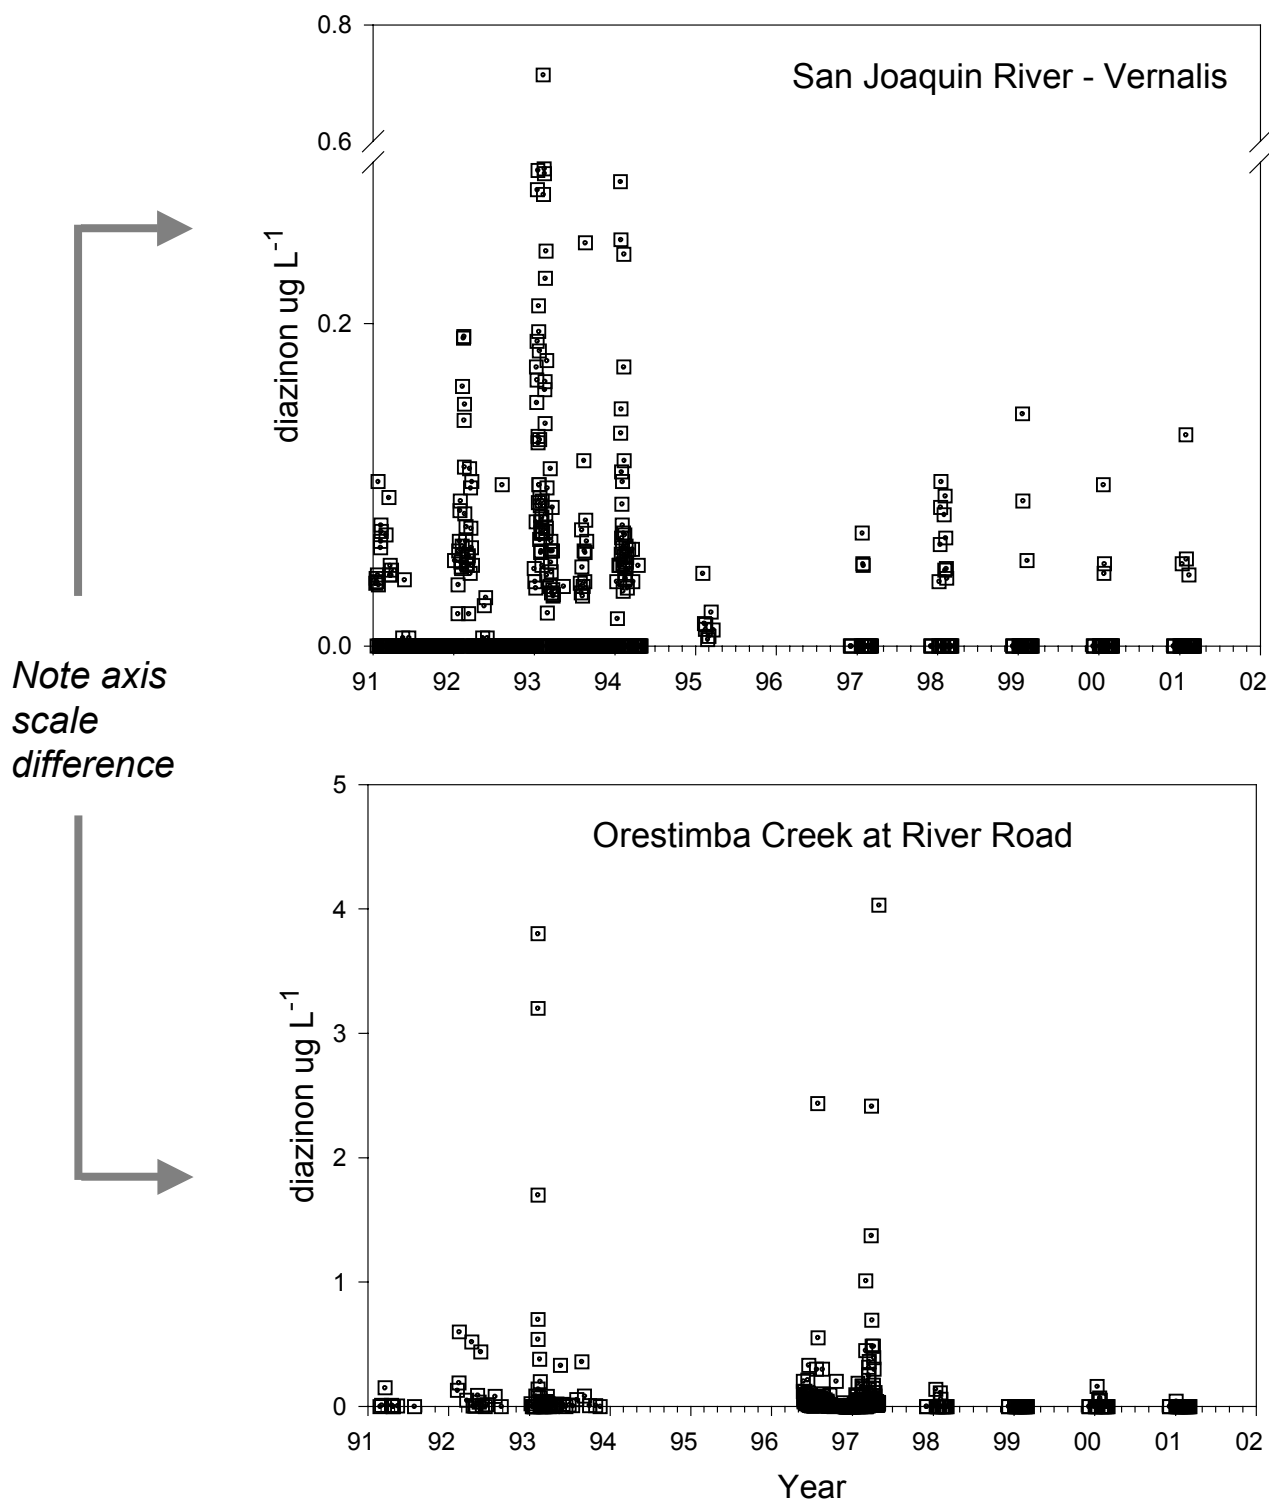 0.8
San Joaquin River - Vernalis
0.6
diazinon ug L-1
0.2
0.0
91 92 93 94 95 96 97 98 99 00 01 02
Note axis
scale
difference
5
Orestimba Creek at River Road
4
diazinon ug L-1
3
2
1
0
91 92 93 94 95 96 97 98 99 00 01 02
Year